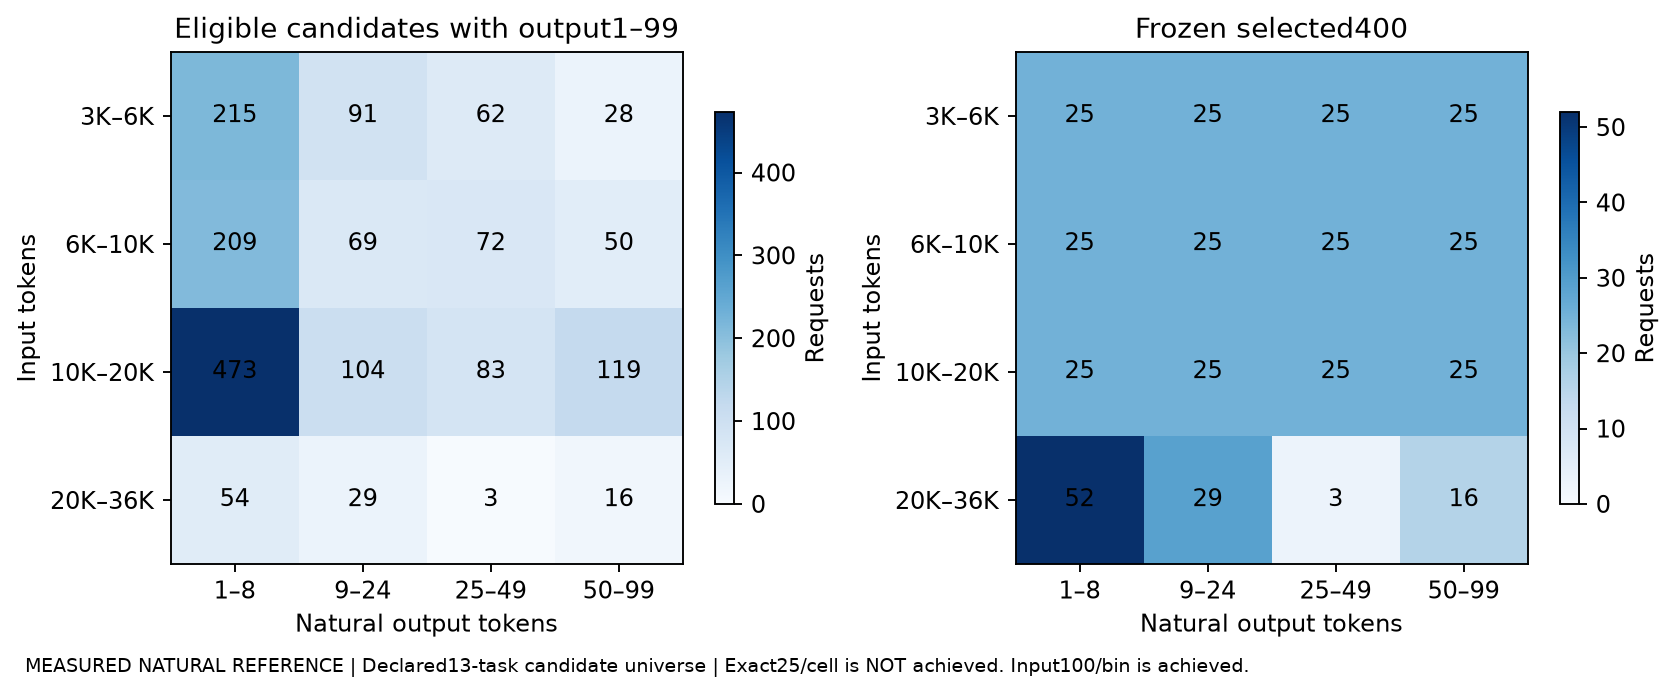 Eligible candidates with output1–99
Frozen selected400
Input tokens
3K–6K
215 91 62 28
6K–10K
209 69 72 50
10K–20K
473 104 83 119
20K–36K
54 29 3 16
1–8 9–24 25–49 50–99
Natural output tokens
400
300
200
100
0
Requests
Input tokens
3K–6K
25 25 25 25
6K–10K
25 25 25 25
10K–20K
25 25 25 25
20K–36K
52 29 3 16
1–8 9–24 25–49 50–99
Natural output tokens
50
40
30
20
10
0
Requests
MEASURED NATURAL REFERENCE | Declared13-task candidate universe | Exact25/cell is NOT achieved. Input100/bin is achieved.